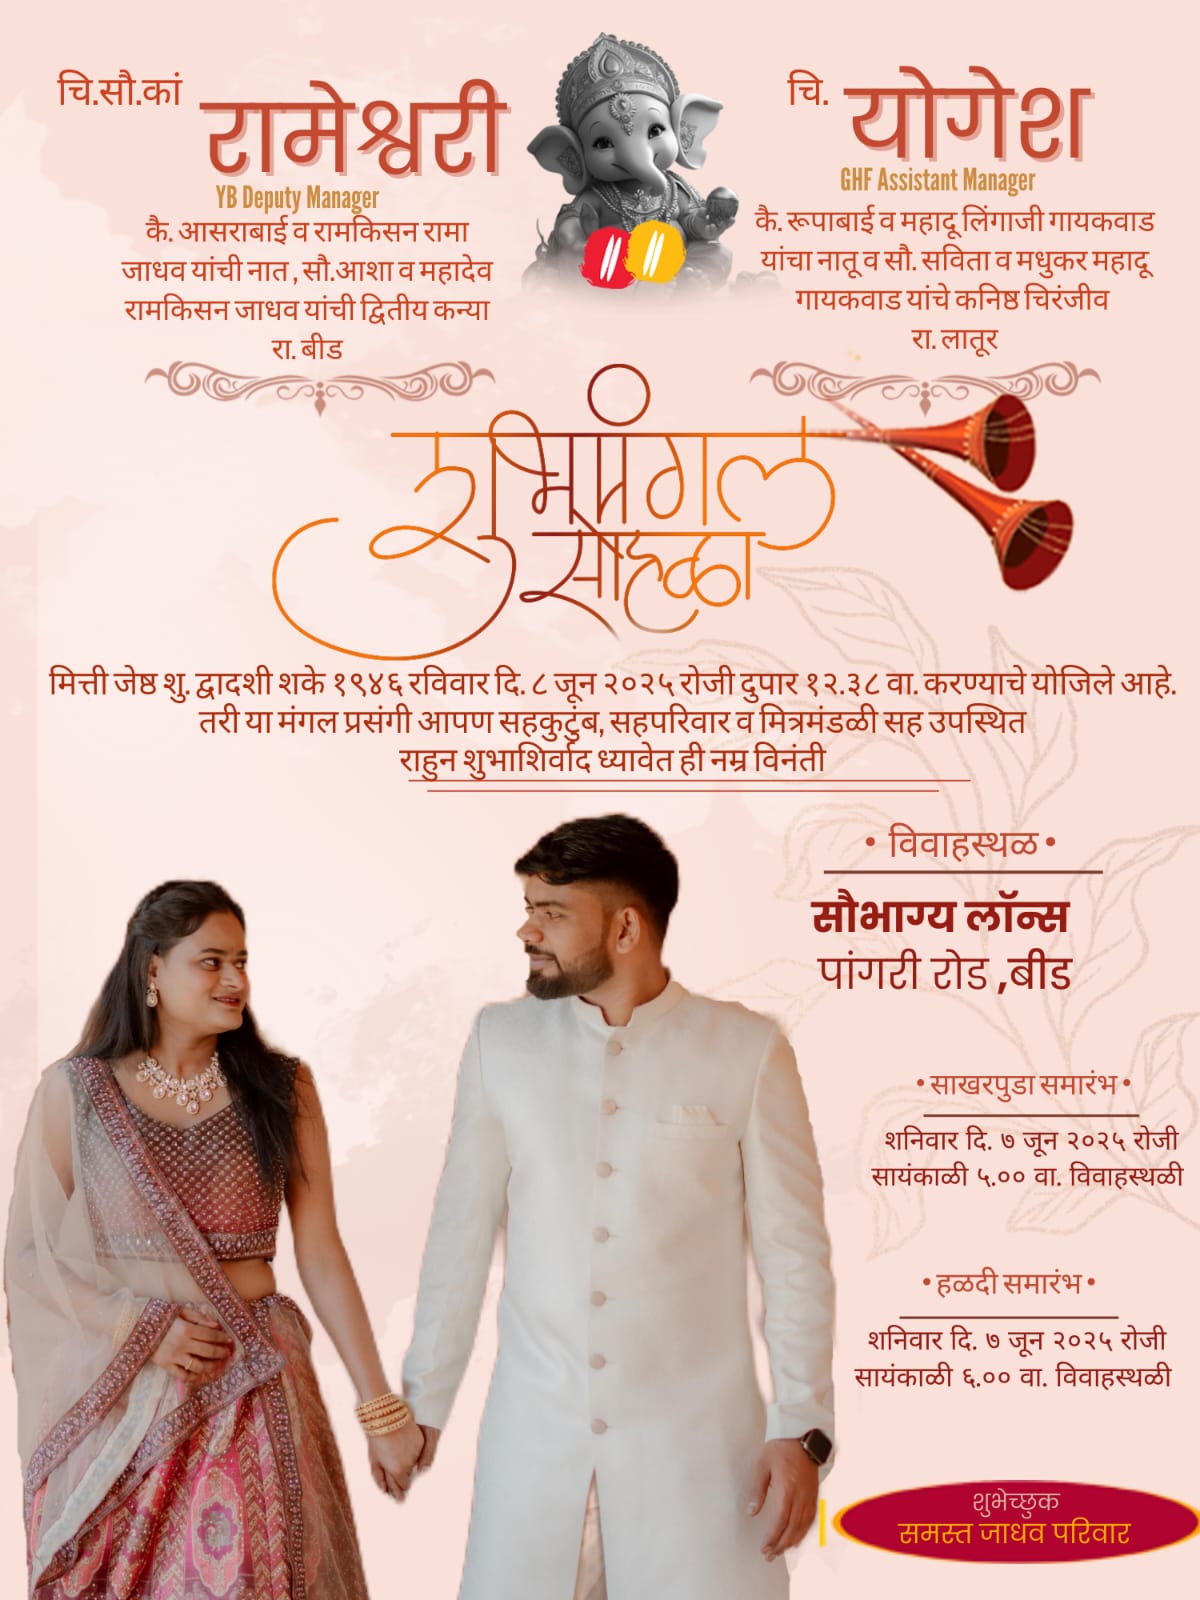 चि.सौ.कां
रामेश्वरी
YB Deputy Manager
कै. आसराबाई व रामकिसन रामा
जाधव यांची नात , सौ.आशा व महादेव
रामकिसन जाधव यांची द्वितीय कन्या
रा. बीड
चि.
योगेश
GHF Assistant Manager
कै. रूपाबाई व महादू लिंगाजी गायकवाड
यांचा नातू व सौ. सविता व मधुकर महादू
गायकवाड यांचे कनिष्ठ चिरंजीव
रा. लातूर
॥ ॥
शुभमंगल
सोहळा
मित्ती जेष्ठ शु. द्वादशी शके १९४६ रविवार दि. ८ जून २०२५ रोजी दुपार १२.३८ वा. करण्याचे योजिले आहे.
तरी या मंगल प्रसंगी आपण सहकुटुंब, सहपरिवार व मित्रमंडळी सह उपस्थित
राहुन शुभाशिर्वाद ध्यावेत ही नम्र विनंती
• विवाहस्थळ •
सौभाग्य लॉन्स
पांगरी रोड ,बीड
• साखरपुडा समारंभ •
शनिवार दि. ७ जून २०२५ रोजी
सायंकाळी ५.०० वा. विवाहस्थळी
• हळदी समारंभ •
शनिवार दि. ७ जून २०२५ रोजी
सायंकाळी ६.०० वा. विवाहस्थळी
शुभेच्छुक
समस्त जाधव परिवार